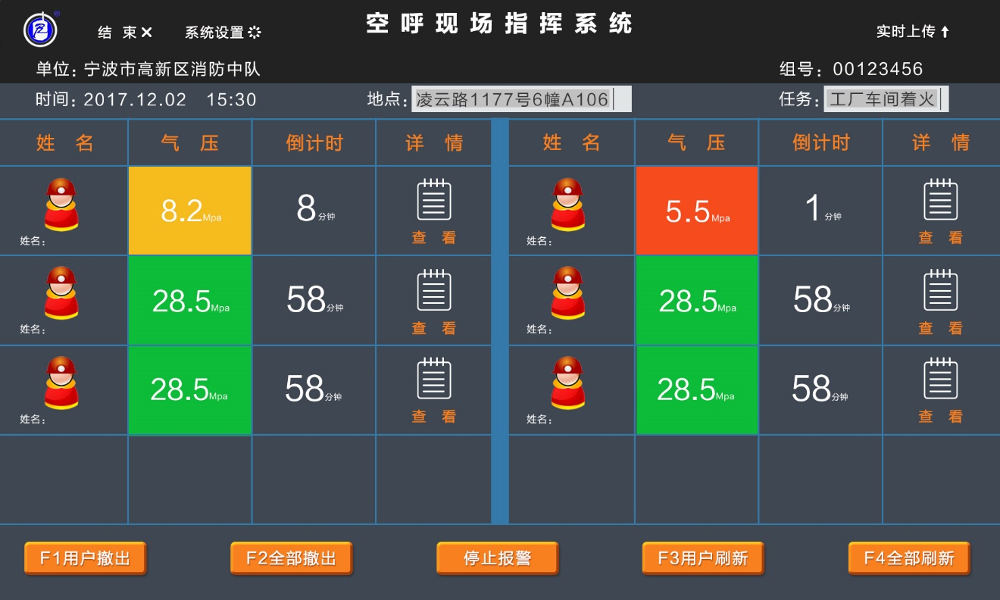 空呼现场指挥系统
结 束 系统设置 实时上传
单位：宁波市高新区消防中队 组号：00123456
时间：2017.12.02 15:30 地点：凌云路1177号6幢A106 任务：工厂车间着火
姓 名 气 压 倒计时 详 情 姓 名 气 压 倒计时 详 情
姓名： 8.2Mpa 8分钟 查 看 姓名： 5.5Mpa 1分钟 查 看
姓名： 28.5Mpa 58分钟 查 看 姓名： 28.5Mpa 58分钟 查 看
姓名： 28.5Mpa 58分钟 查 看 姓名： 28.5Mpa 58分钟 查 看
F1用户撤出 F2全部撤出 停止报警 F3用户刷新 F4全部刷新